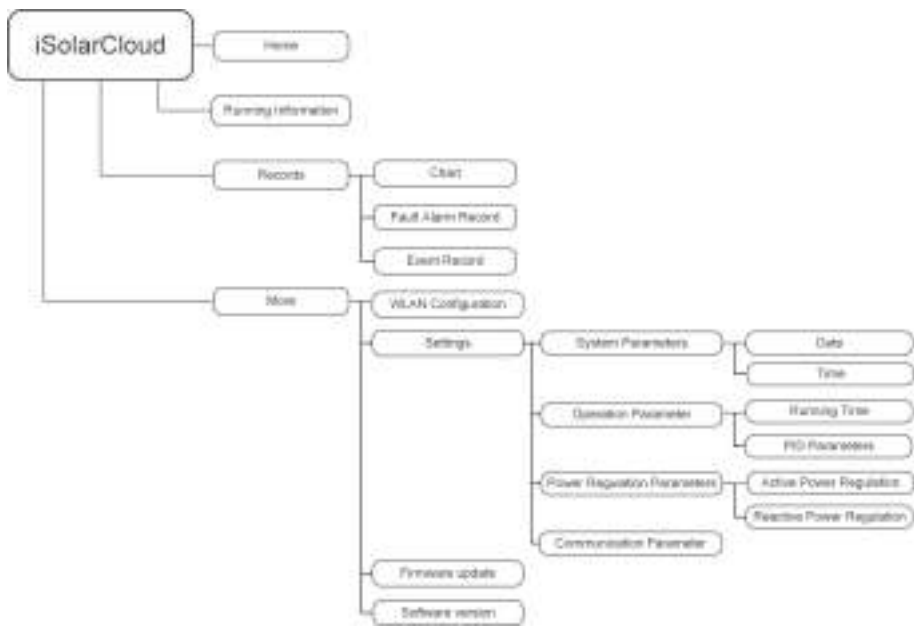 iSolarCloud
Home
Running Information
Records
Chart
Fault Alarm Record
Event Record
More
WLAN Configuration
Settings
System Parameters
Date
Time
Operation Parameter
Running Time
PID Parameters
Power Regulation Parameters
Active Power Regulation
Reactive Power Regulation
Communication Parameter
Firmware update
Software version